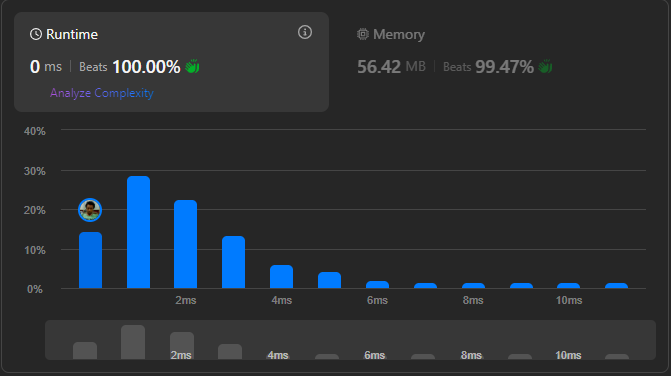 Runtime
0 ms | Beats 100.00%
Analyze Complexity
Memory
56.42 MB | Beats 99.47%
40%
30%
20%
10%
0%
2ms 4ms 6ms 8ms 10ms
2ms 4ms 6ms 8ms 10ms